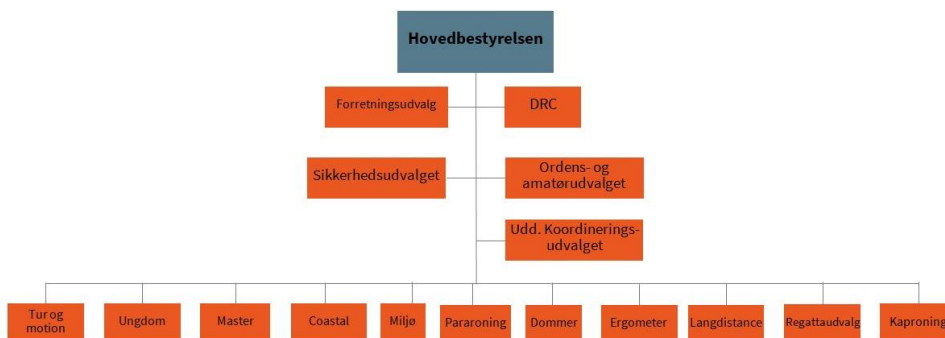 Hovedbestyrelsen
Forretningsudvalg
DRC
Sikkerhedsudvalget
Ordens- og
amatørudvalget
Udd. Koordinerings-
udvalget
Tur og
motion
Ungdom
Master
Coastal
Miljø
Pararoning
Dommer
Ergometer
Langdistance
Regattaudvalg
Kaproning